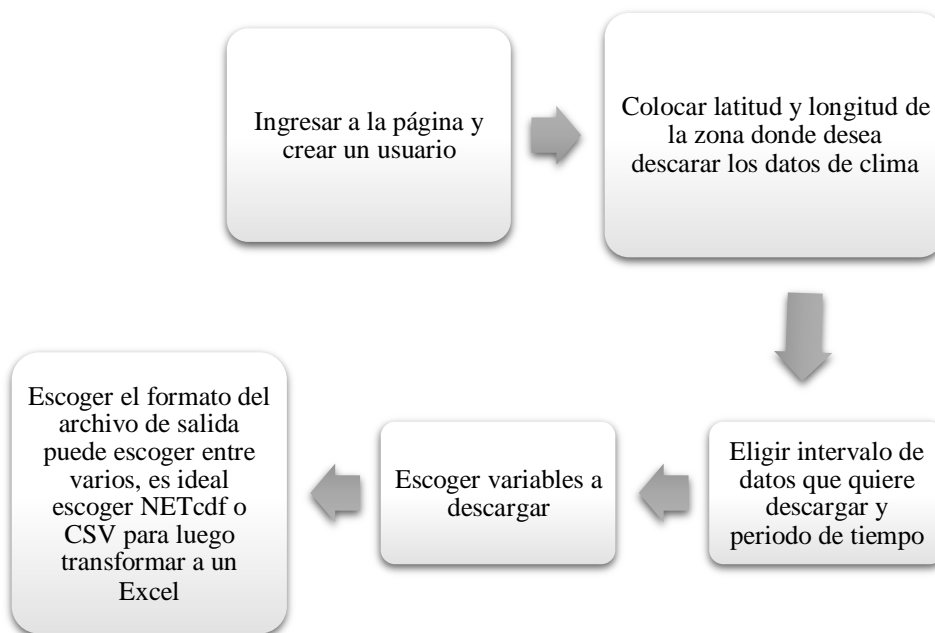 Ingresar a la página y
crear un usuario
Colocar latitud y longitud de
la zona donde desea
descarar los datos de clima
Eligir intervalo de
datos que quiere
descargar y
periodo de tiempo
Escoger variables a
descargar
Escoger el formato del
archivo de salida
puede escoger entre
varios, es ideal
escoger NETcdf o
CSV para luego
transformar a un
Excel